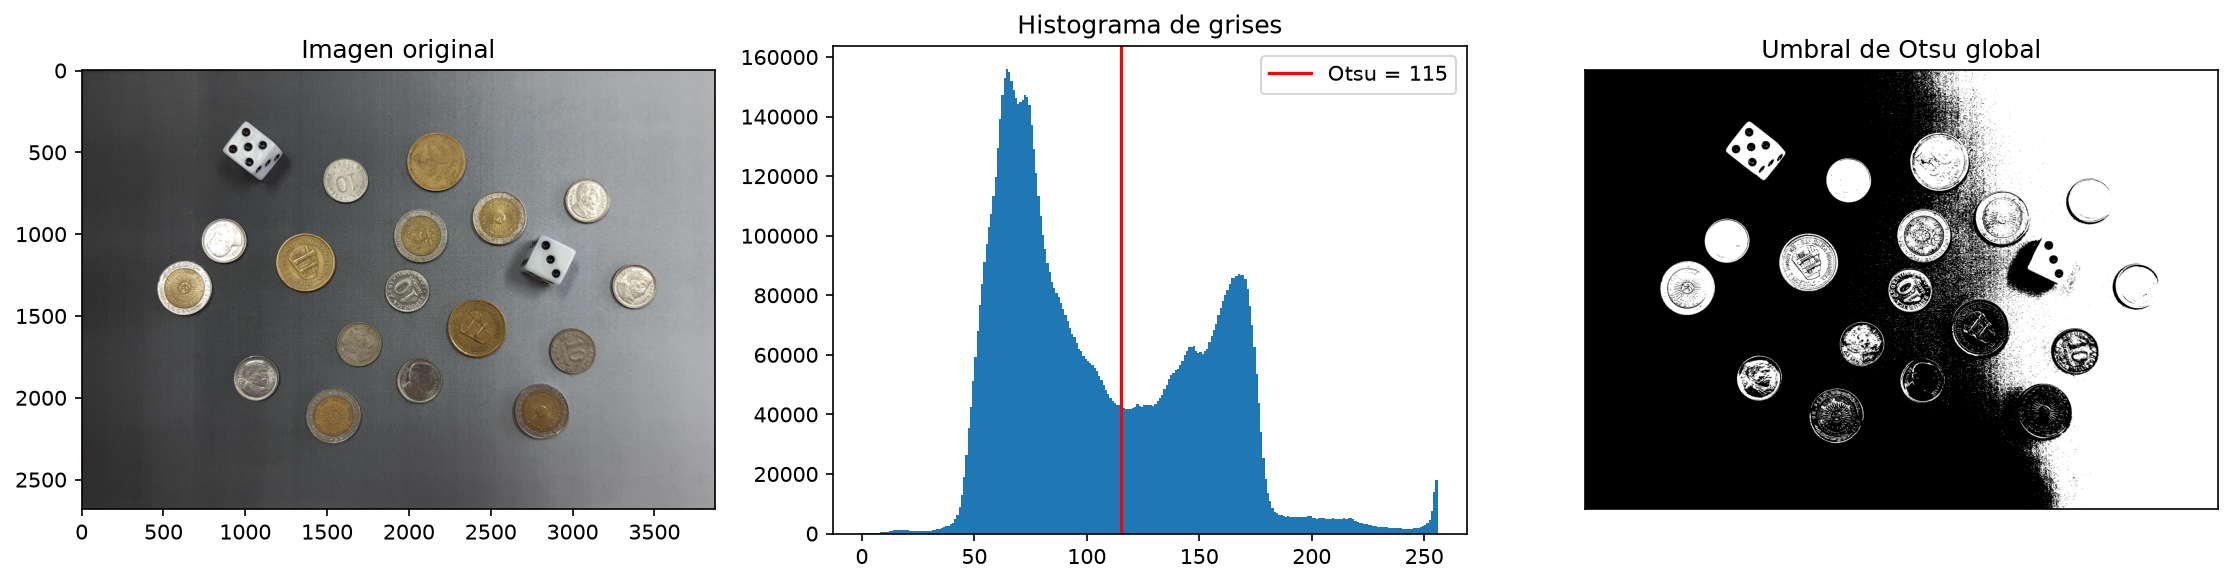 Imagen original
0
500
1000
1500
2000
2500
0 500 1000 1500 2000 2500 3000 3500
Histograma de grises
160000
140000
120000
100000
80000
60000
40000
20000
0
0 50 100 150 200 250
Otsu = 115
Umbral de Otsu global